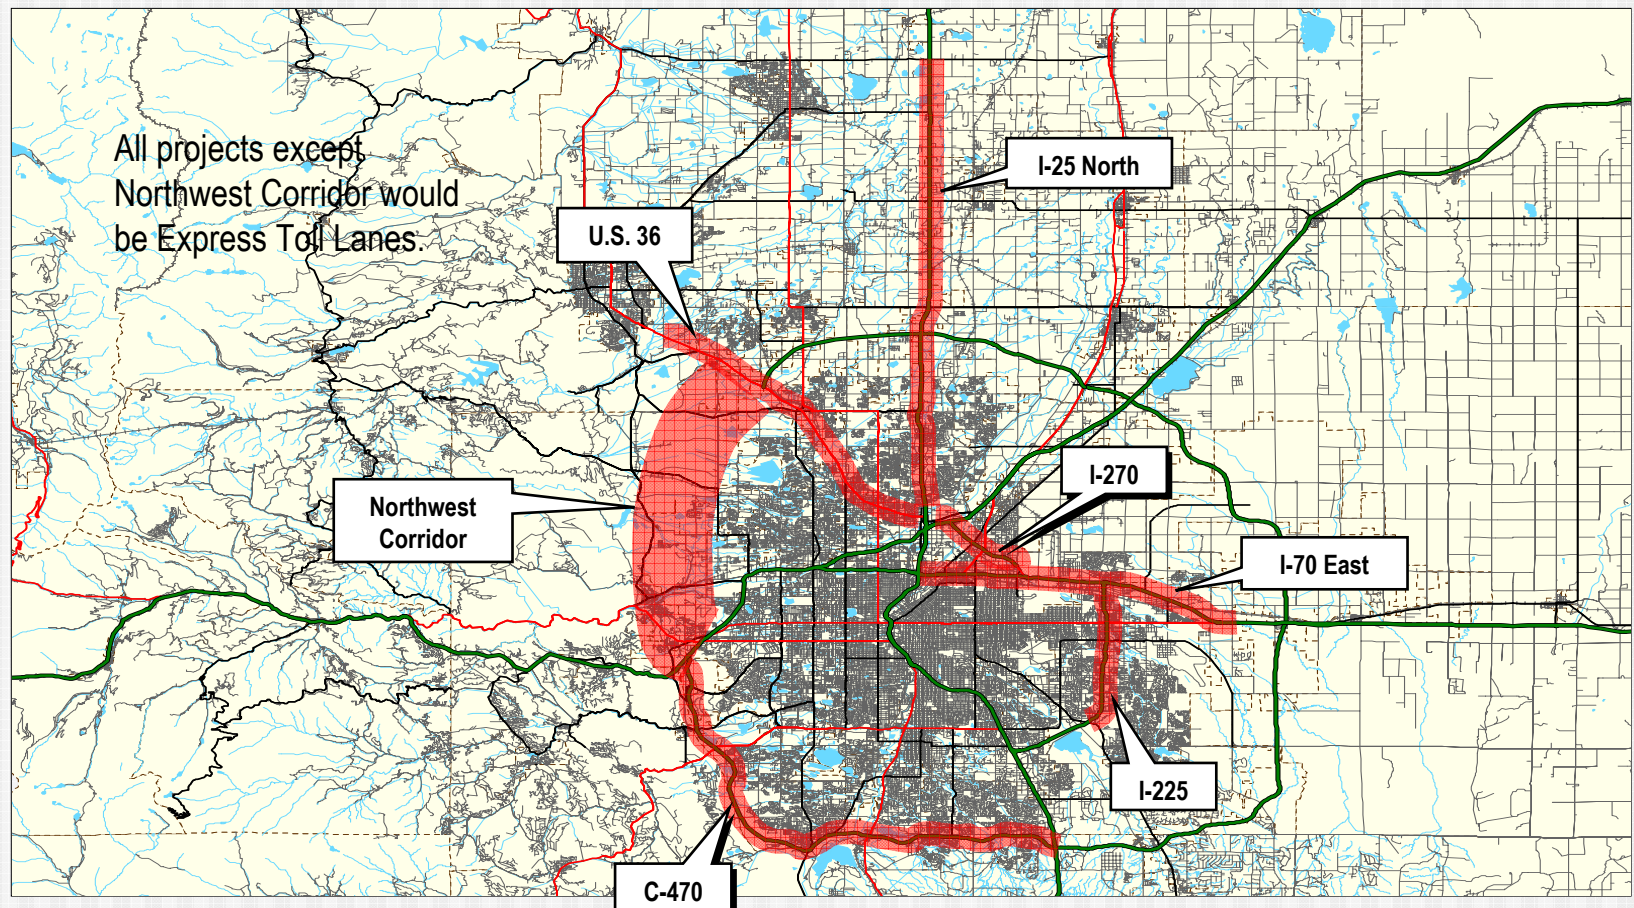 All projects except
Northwest Corridor would
be Express Toll Lanes.
I-25 North
U.S. 36
I-270
Northwest
Corridor
I-70 East
I-225
C-470